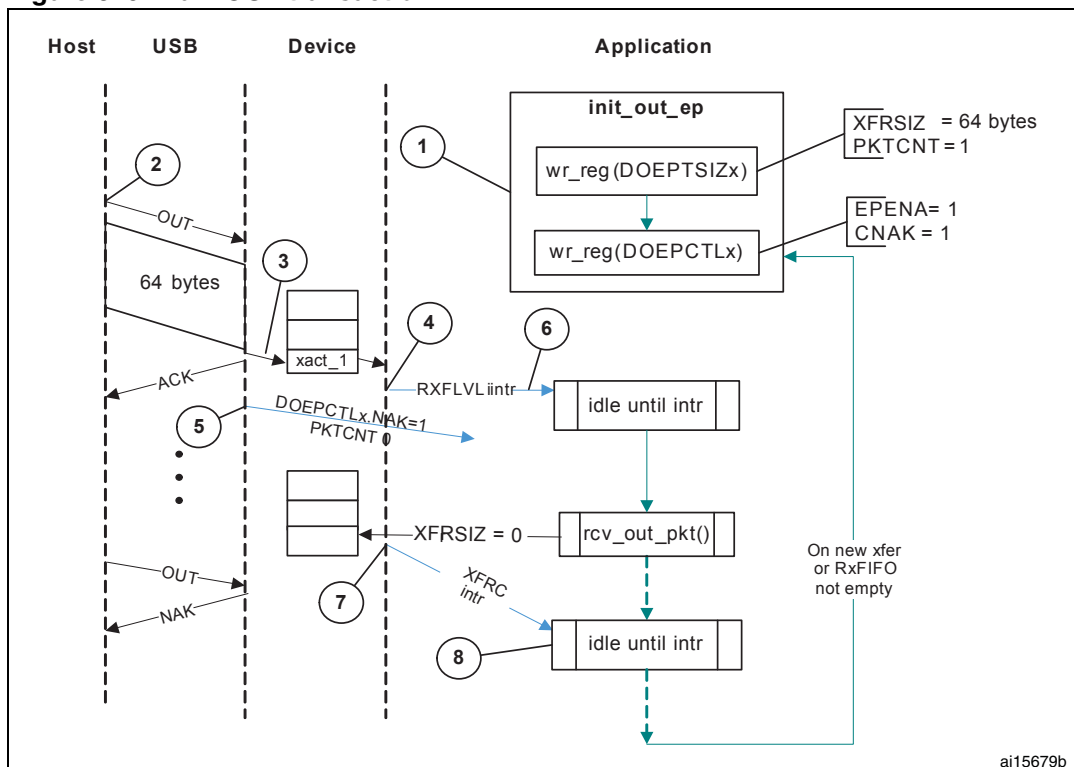 Host USB Device Application
init_out_ep
1
wr_reg(DOEPTSIZx)
XFRSIZ = 64 bytes
PKTCNT = 1
wr_reg(DOEPCTLx)
EPENA= 1
CNAK = 1
2
OUT
64 bytes
3
xact_1
4
6
ACK
RXFLVL iintr
idle until intr
5
DOEPCTLx.NAK=1
PKTCNT 0
XFRSIZ = 0
rcv_out_pkt()
On new xfer
or RxFIFO
not empty
OUT
NAK
7
XFRC
intr
8
idle until intr
ai15679b